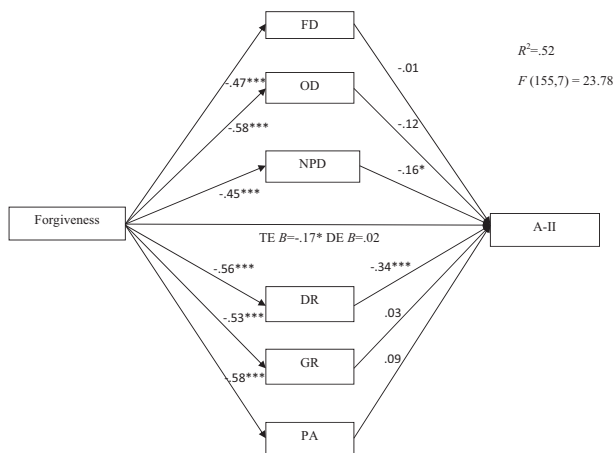 FD
-.01
R²=.52
-.47***
OD
F (155,7) = 23.78
-.12
-.58***
NPD
-.16*
-.45***
Forgiveness
A-II
TE B=-.17* DE B=.02
-.56***
-.34***
DR
-.53***
.03
GR
.09
-.58***
PA